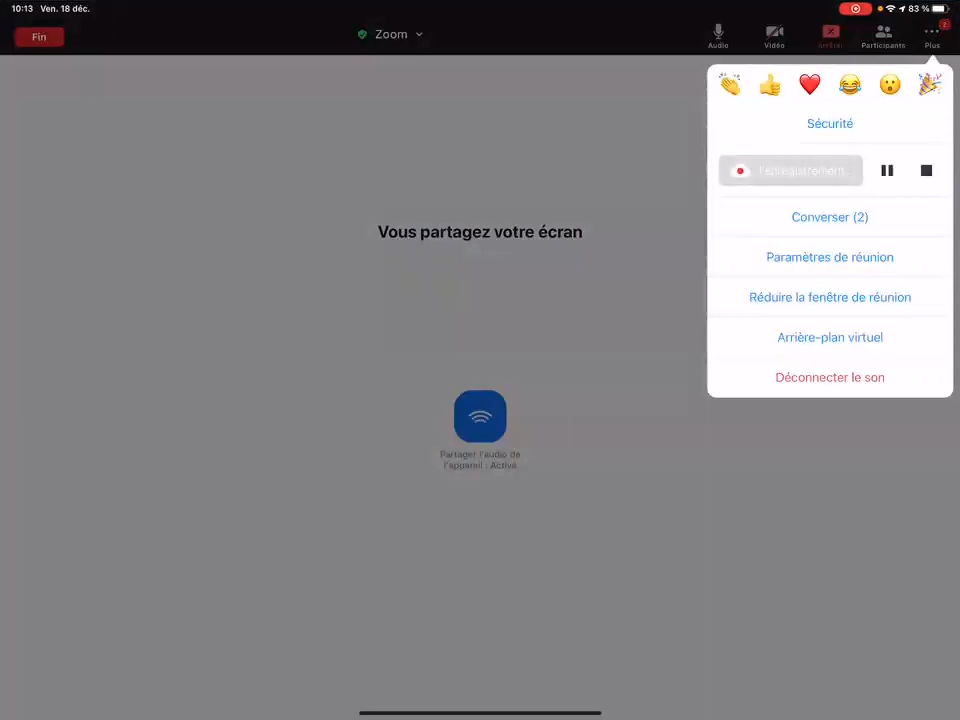 10:13 Ven. 18 déc.
83 %
Fin
Zoom
Audio
Vidéo
Arrêter
Participants
Plus
2
Sécurité
l'enregistrement...
Converser (2)
Paramètres de réunion
Réduire la fenêtre de réunion
Arrière-plan virtuel
Déconnecter le son
Vous partagez votre écran
Partager l'audio de
l'appareil : Activé